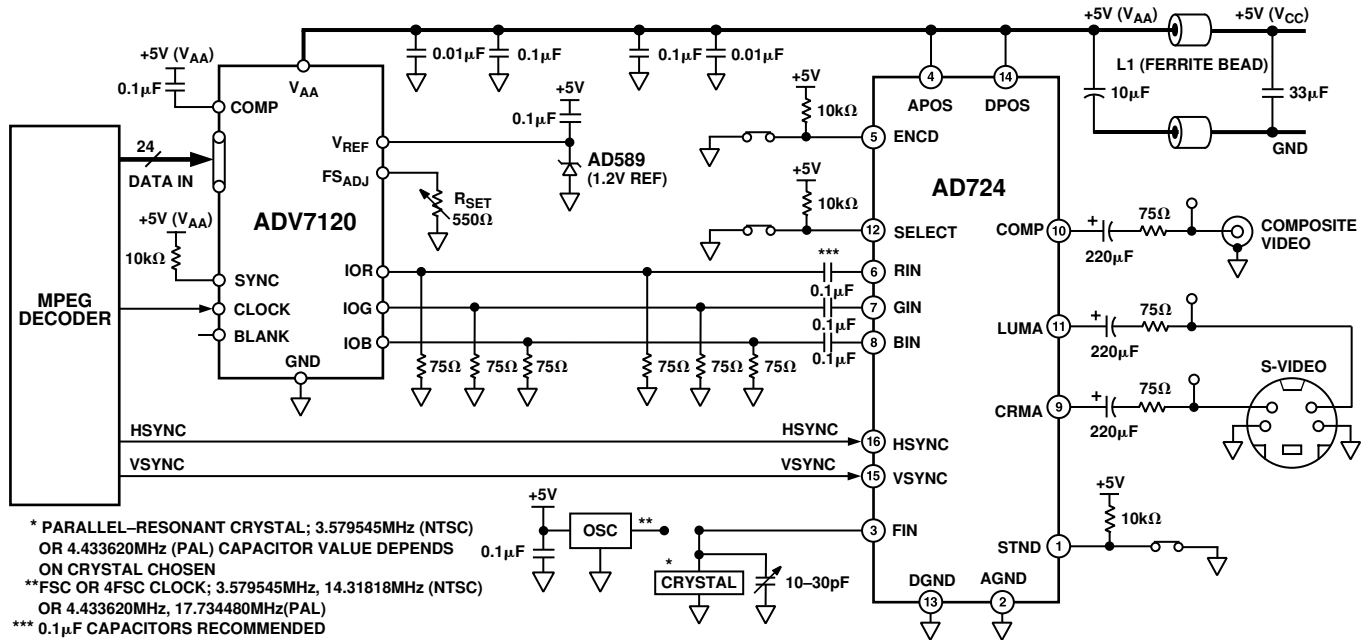 +5V (VAA)
+5V (VCC)
+5V (VAA)
0.01µF
0.1µF
0.1µF
0.01µF
L1 (FERRITE BEAD)
10µF
33µF
GND
0.1µF
VAA
COMP
+5V
0.1µF
VREF
AD589
(1.2V REF)
FSADJ
RSET
550Ω
24
DATA IN
ADV7120
+5V (VAA)
10kΩ
SYNC
CLOCK
BLANK
GND
MPEG
DECODER
IOR
IOG
IOB
75Ω
75Ω
75Ω
75Ω
75Ω
75Ω
+5V
10kΩ
5
ENCD
+5V
10kΩ
12
SELECT
***
0.1µF
6
RIN
0.1µF
7
GIN
0.1µF
8
BIN
4
APOS
14
DPOS
AD724
COMP
10
+
220µF
75Ω
COMPOSITE
VIDEO
LUMA
11
+
220µF
75Ω
S-VIDEO
CRMA
9
+
220µF
75Ω
HSYNC
HSYNC
16
HSYNC
VSYNC
VSYNC
15
VSYNC
+5V
OSC
**
0.1µF
3
FIN
*
CRYSTAL
10–30pF
+5V
10kΩ
STND
1
DGND
13
AGND
2
* PARALLEL–RESONANT CRYSTAL; 3.579545MHz (NTSC)
OR 4.433620MHz (PAL) CAPACITOR VALUE DEPENDS
ON CRYSTAL CHOSEN
**FSC OR 4FSC CLOCK; 3.579545MHz, 14.31818MHz (NTSC)
OR 4.433620MHz, 17.734480MHz(PAL)
*** 0.1µF CAPACITORS RECOMMENDED